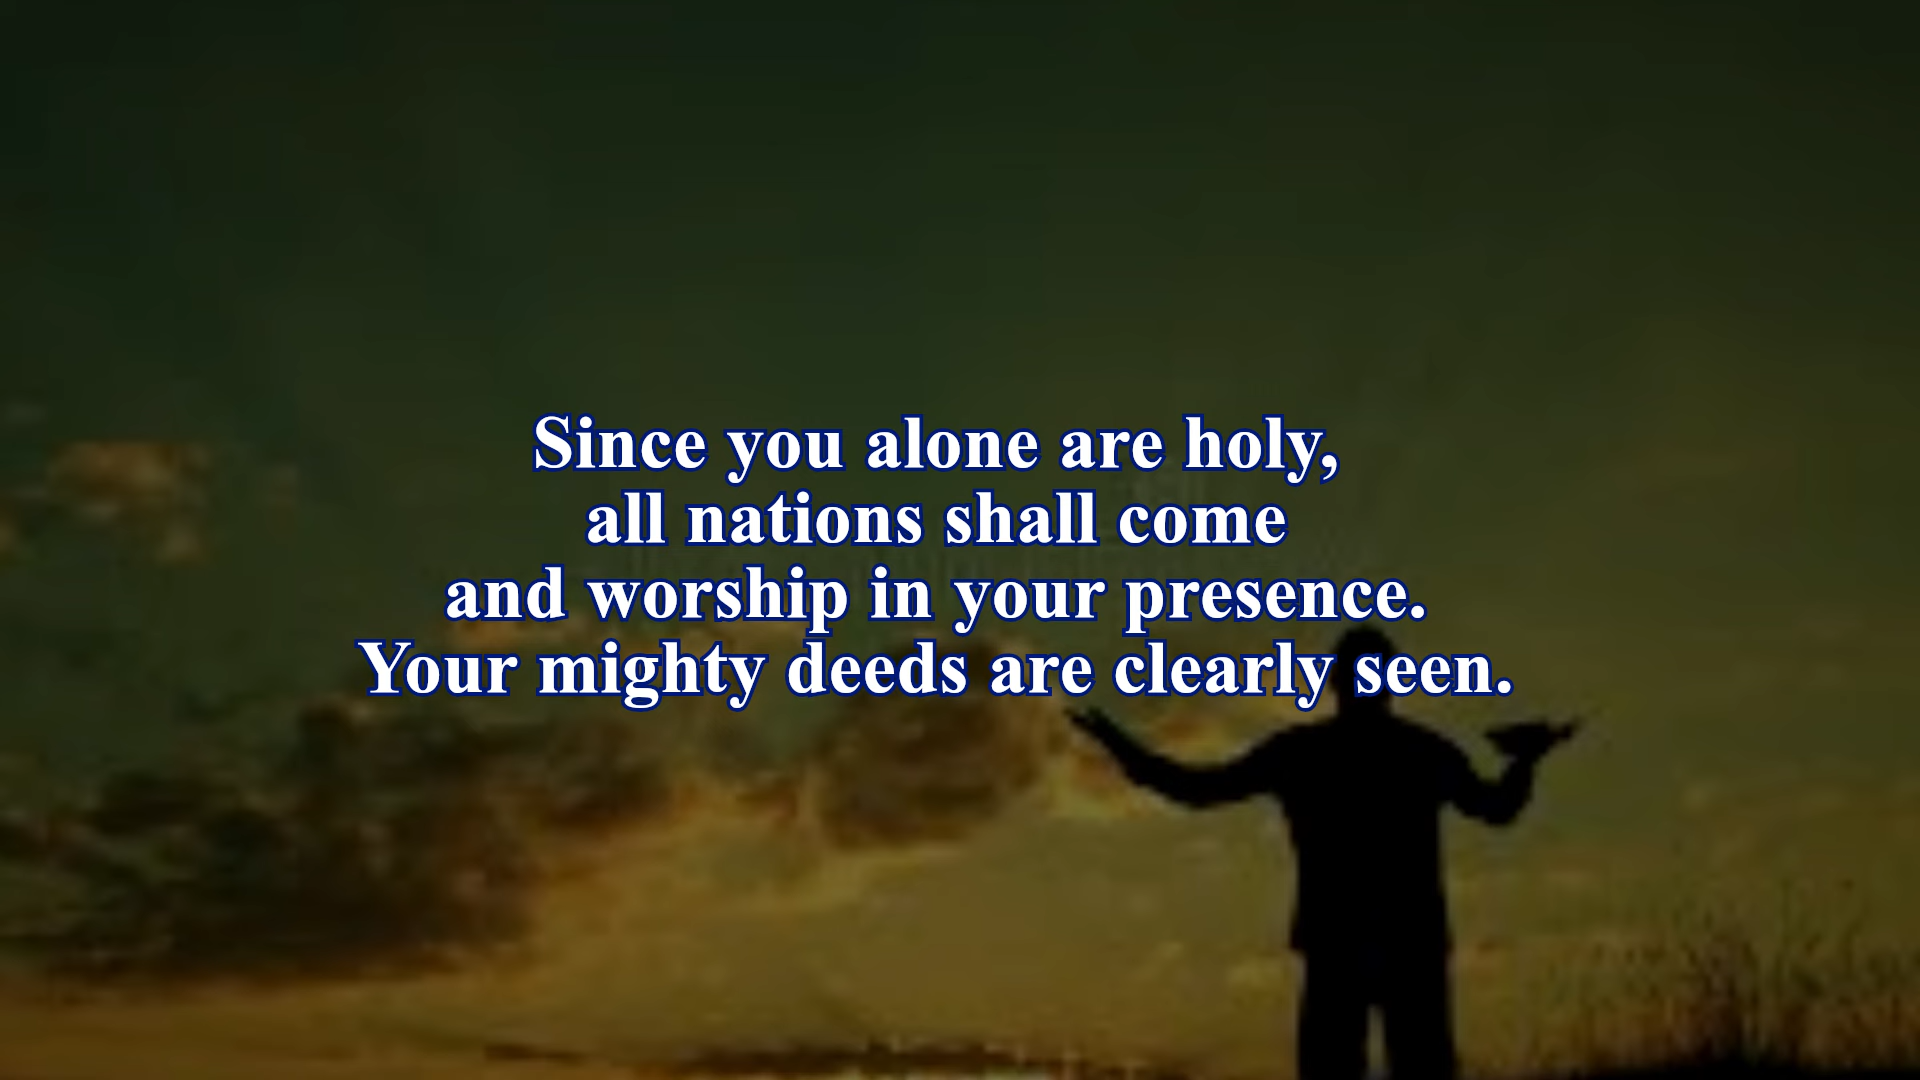 Since you alone are holy,
all nations shall come
and worship in your presence.
Your mighty deeds are clearly seen.